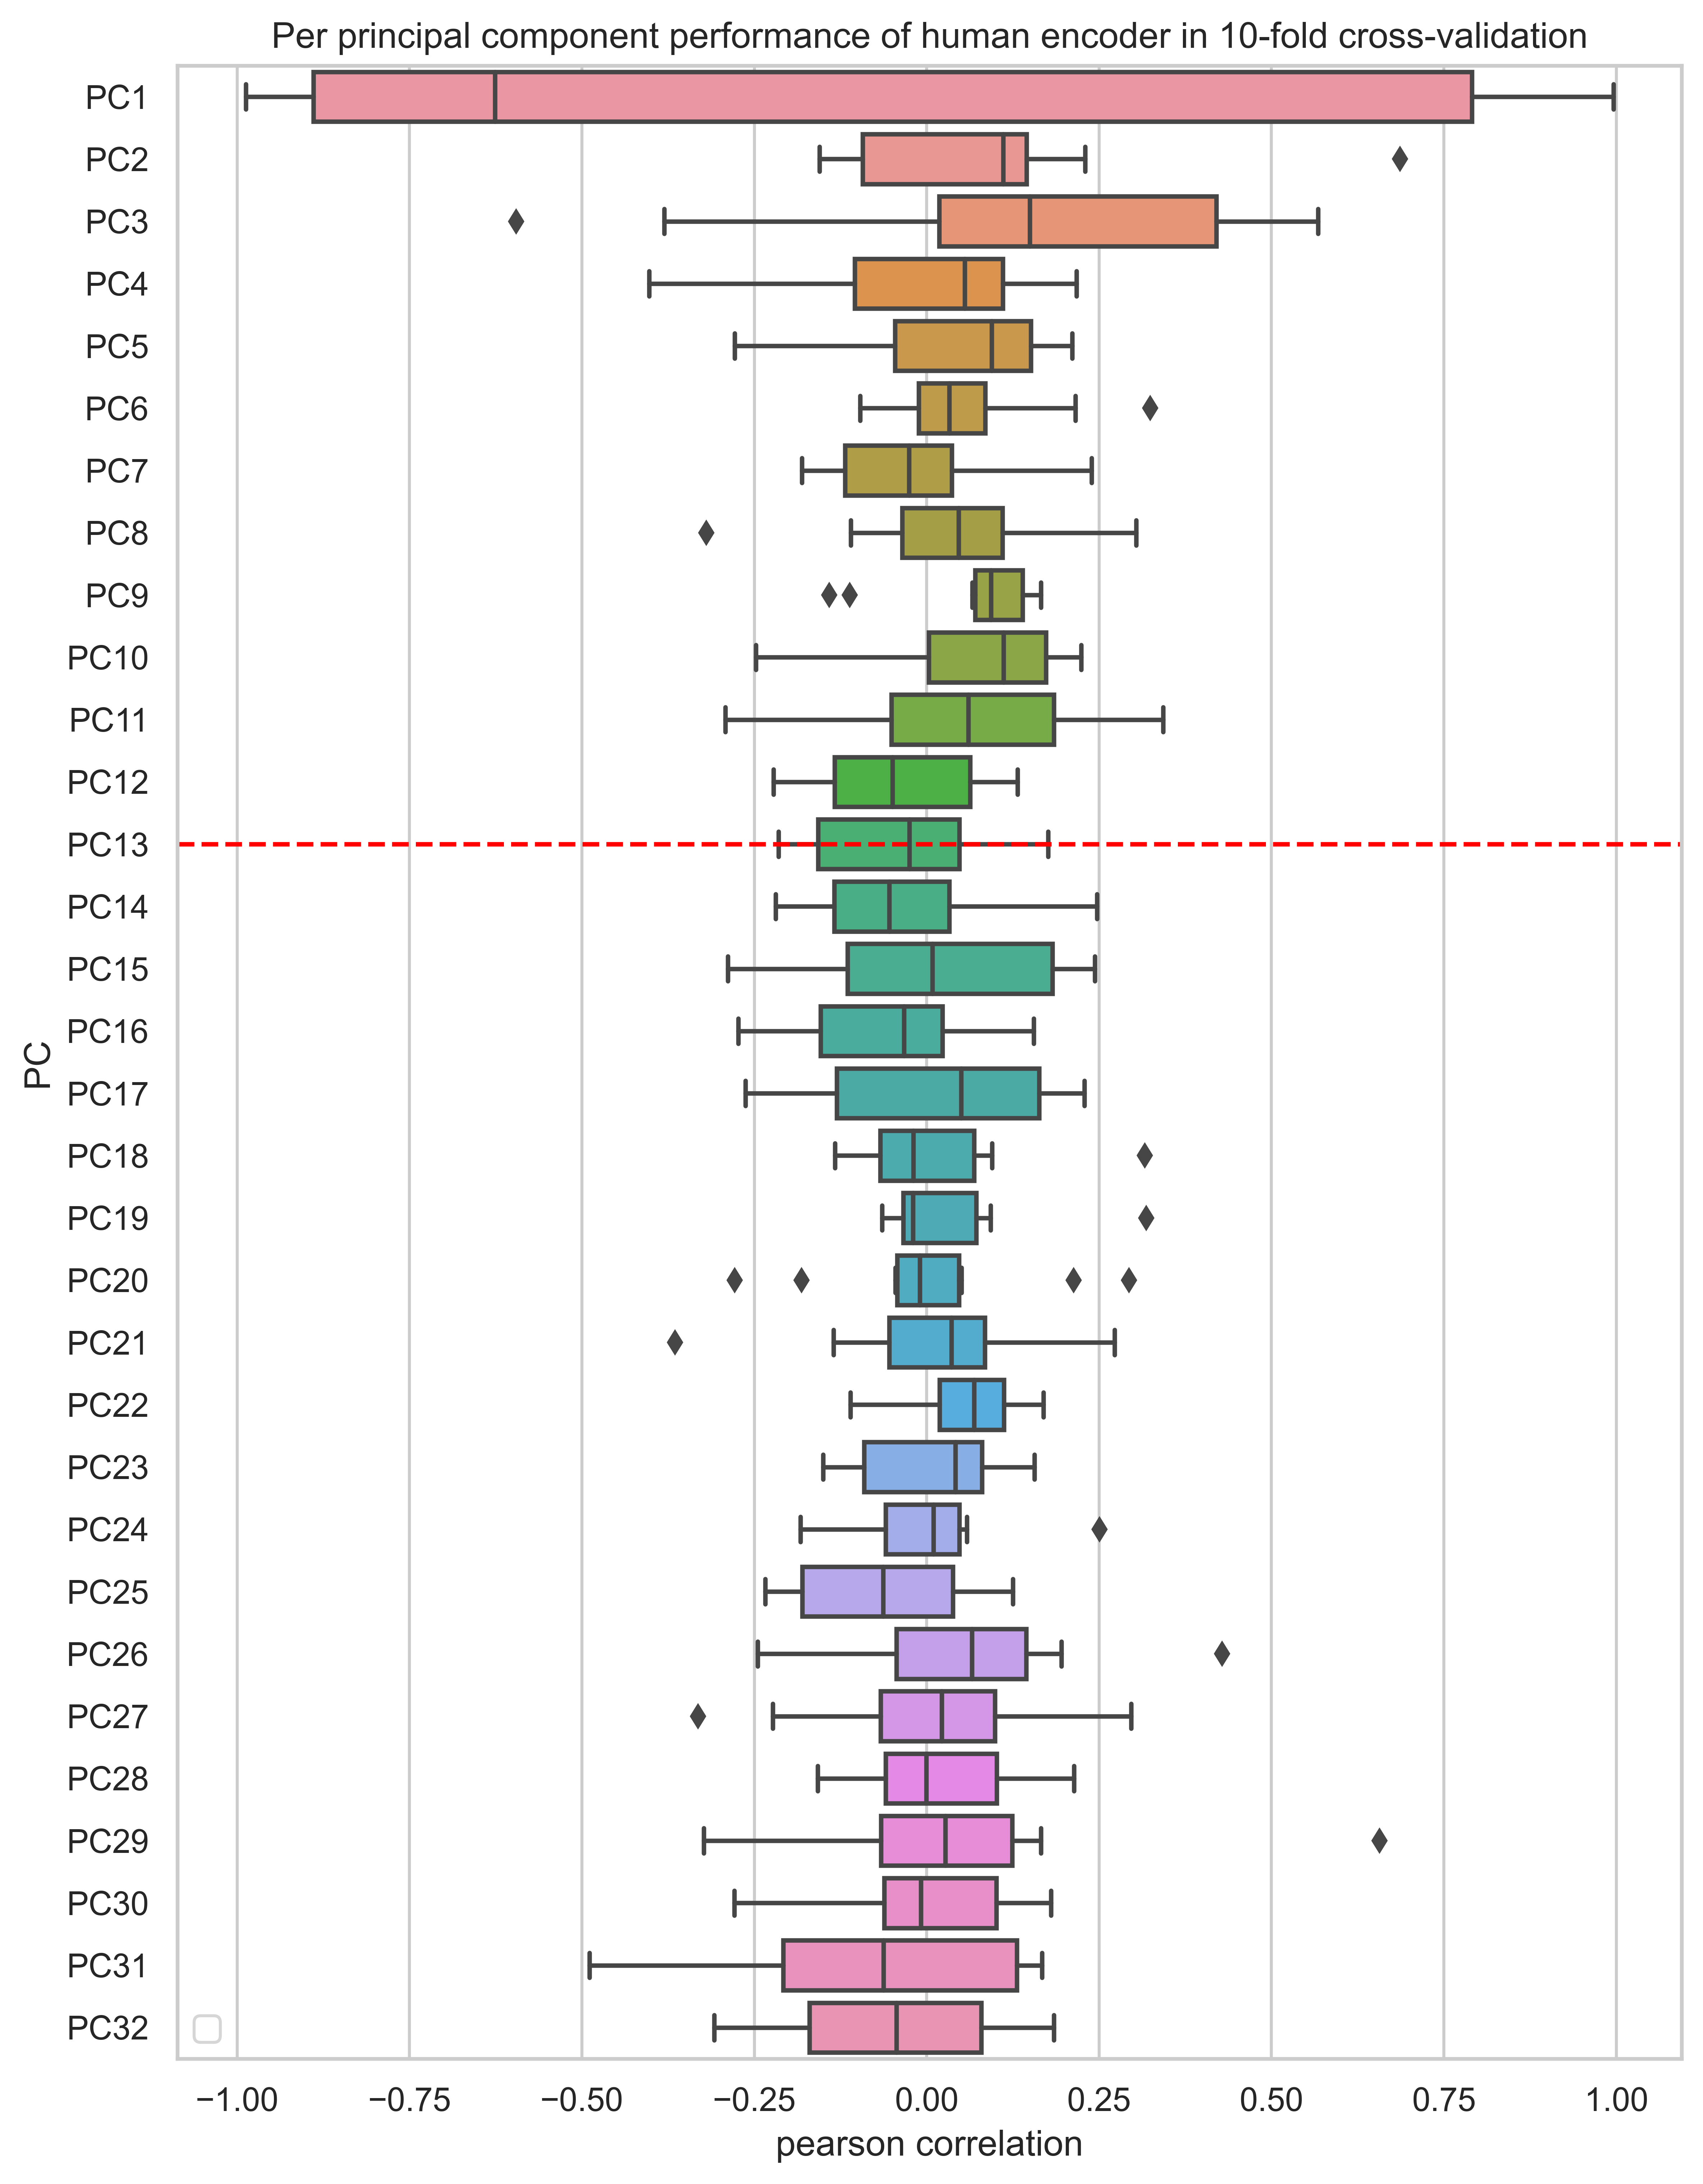 Per principal component performance of human encoder in 10-fold cross-validation
PC1
PC2
PC3
PC4
PC5
PC6
PC7
PC8
PC9
PC10
PC11
PC12
PC13
PC14
PC15
PC16
PC
PC17
PC18
PC19
PC20
PC21
PC22
PC23
PC24
PC25
PC26
PC27
PC28
PC29
PC30
PC31
PC32
−1.00 −0.75 −0.50 −0.25 0.00 0.25 0.50 0.75 1.00
pearson correlation